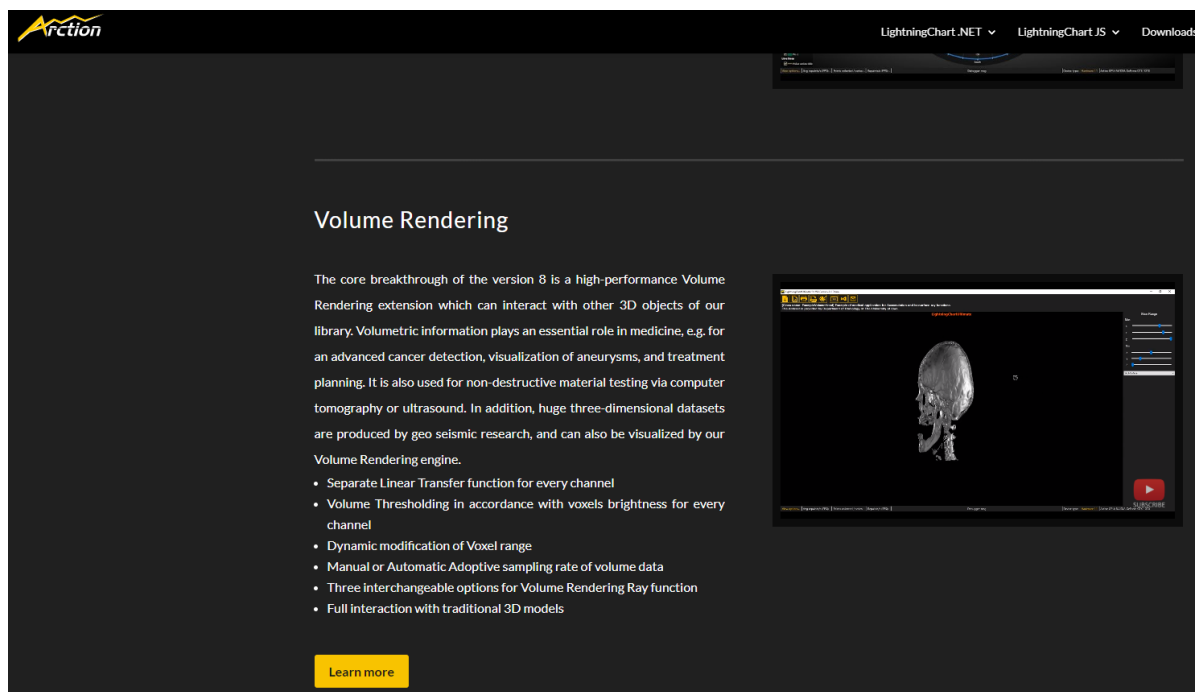 Arction
LightningChart .NET
LightningChart JS
Downloads
Volume Rendering
The core breakthrough of the version 8 is a high-performance Volume
Rendering extension which can interact with other 3D objects of our
library. Volumetric information plays an essential role in medicine, e.g. for
an advanced cancer detection, visualization of aneurysms, and treatment
planning. It is also used for non-destructive material testing via computer
tomography or ultrasound. In addition, huge three-dimensional datasets
are produced by geo seismic research, and can also be visualized by our
Volume Rendering engine.
• Separate Linear Transfer function for every channel
• Volume Thresholding in accordance with voxels brightness for every
channel
• Dynamic modification of Voxel range
• Manual or Automatic Adoptive sampling rate of volume data
• Three interchangeable options for Volume Rendering Ray function
• Full interaction with traditional 3D models
SUBSCRIBE
Learn more